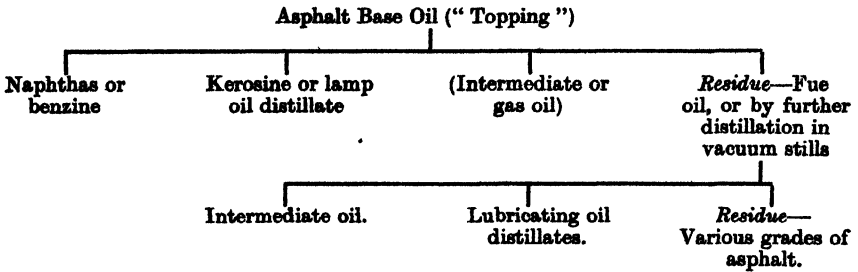 Asphalt Base Oil (“ Topping ”)
Naphthas or
benzine
Kerosine or lamp
oil distillate
(Intermediate or
gas oil)
Residue—Fue
oil, or by further
distillation in
vacuum stills
Intermediate oil.
Lubricating oil
distillates.
Residue—
Various grades of
asphalt.